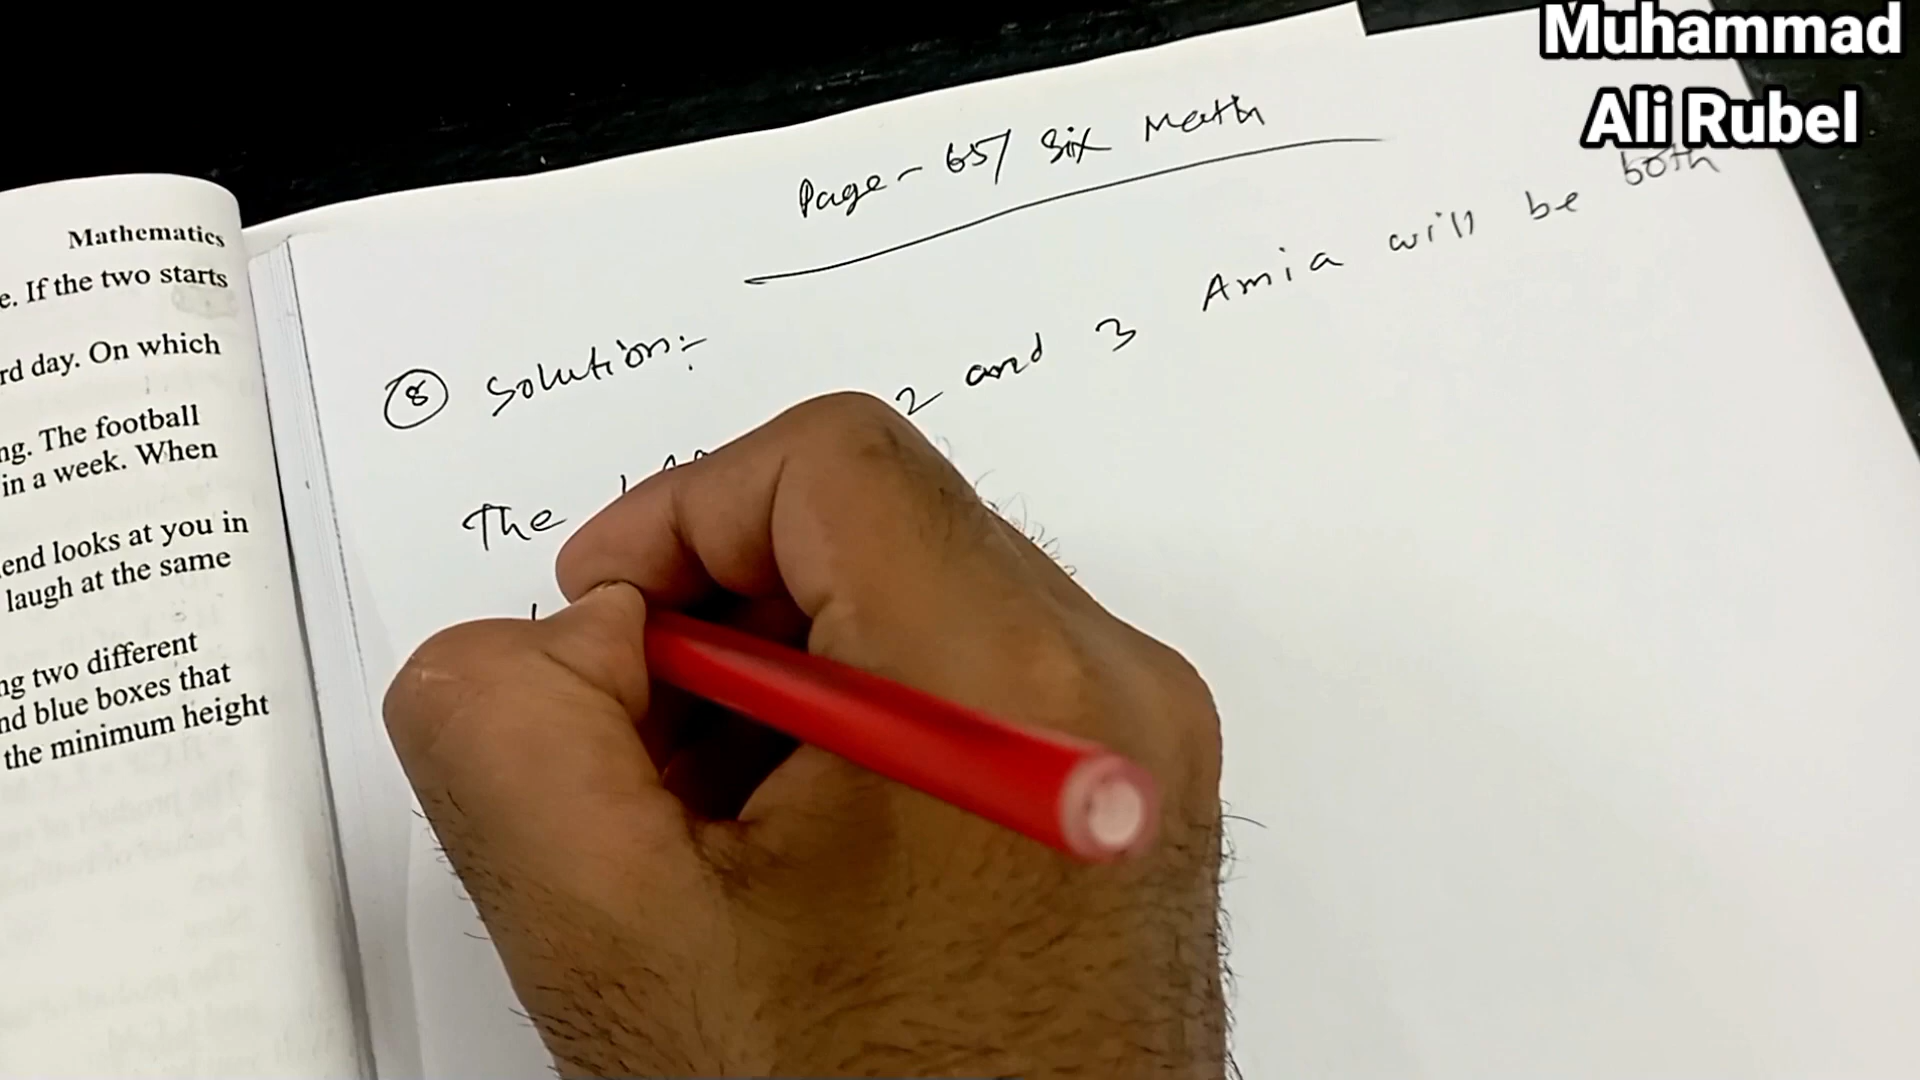 Muhammad
Ali Rubel
Mathematics
e. If the two starts
rd day. On which
ng. The football
in a week. When
end looks at you in
laugh at the same
ng two different
nd blue boxes that
the minimum height
Page - 65/ Six Math
8 Solution:-
The 2 and 3 Amia will be both